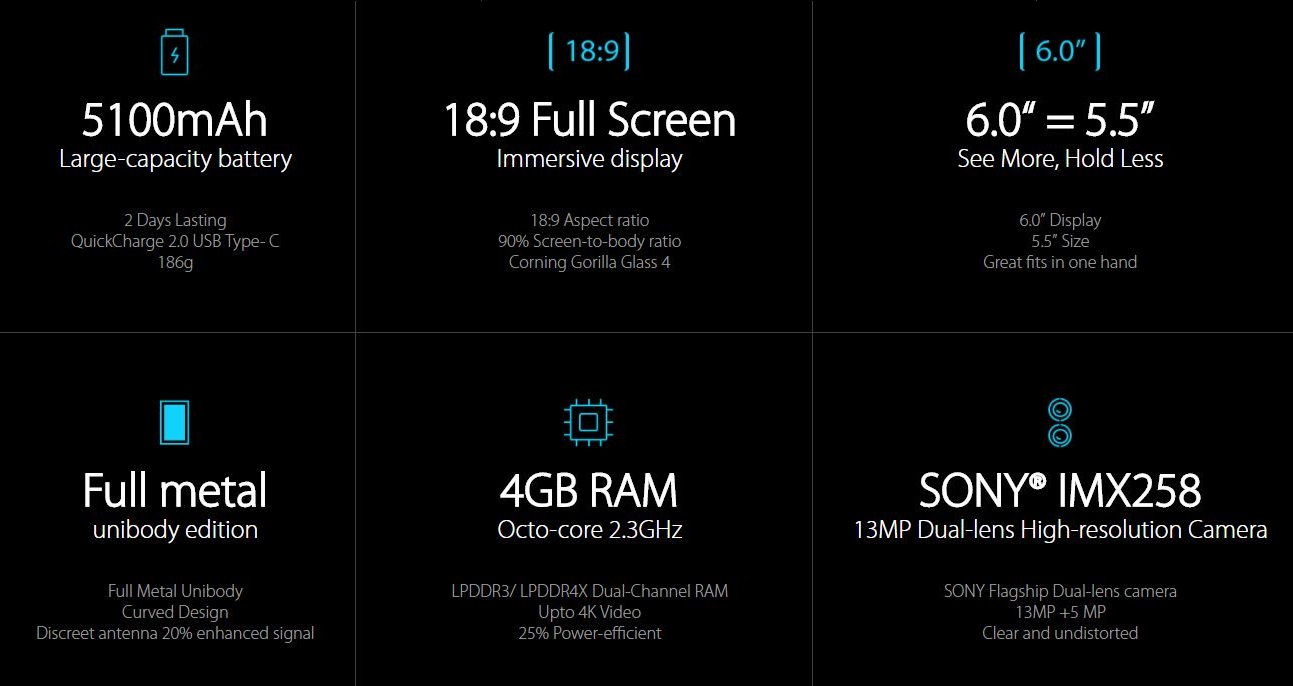 5100mAh
Large-capacity battery
2 Days Lasting
QuickCharge 2.0 USB Type- C
186g
[ 18:9 ]
18:9 Full Screen
Immersive display
18:9 Aspect ratio
90% Screen-to-body ratio
Corning Gorilla Glass 4
[ 6.0” ]
6.0“ = 5.5”
See More, Hold Less
6.0” Display
5.5” Size
Great fits in one hand
Full metal
unibody edition
Full Metal Unibody
Curved Design
Discreet antenna 20% enhanced signal
4GB RAM
Octo-core 2.3GHz
LPDDR3/ LPDDR4X Dual-Channel RAM
Upto 4K Video
25% Power-efficient
SONY® IMX258
13MP Dual-lens High-resolution Camera
SONY Flagship Dual-lens camera
13MP +5 MP
Clear and undistorted